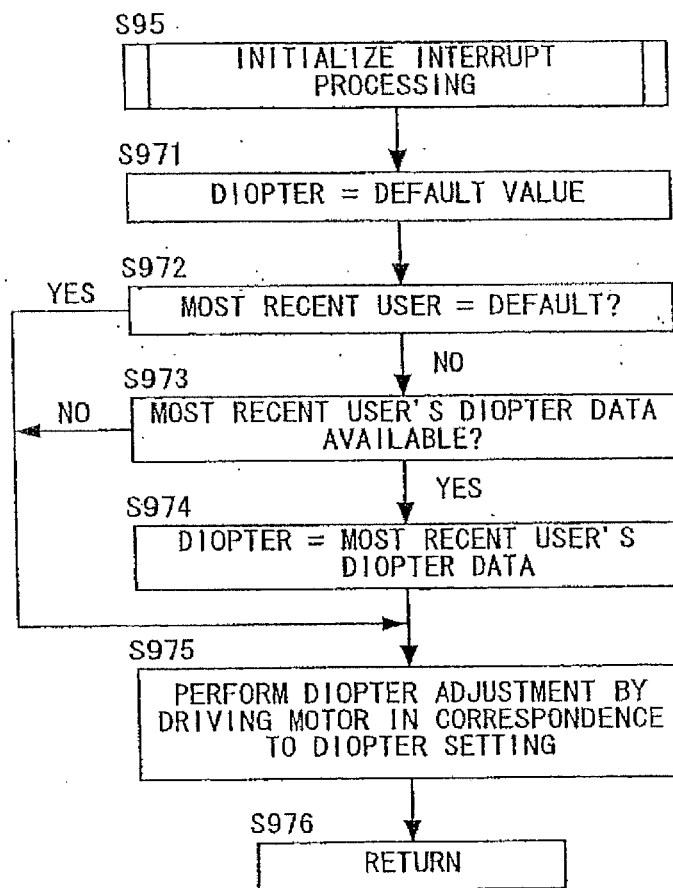 S95
INITIALIZE INTERRUPT
PROCESSING
S971
DIOPTER = DEFAULT VALUE
S972
YES
MOST RECENT USER = DEFAULT?
NO
S973
NO
MOST RECENT USER'S DIOPTER DATA
AVAILABLE?
YES
S974
DIOPTER = MOST RECENT USER'S
DIOPTER DATA
S975
PERFORM DIOPTER ADJUSTMENT BY
DRIVING MOTOR IN CORRESPONDENCE
TO DIOPTER SETTING
S976
RETURN